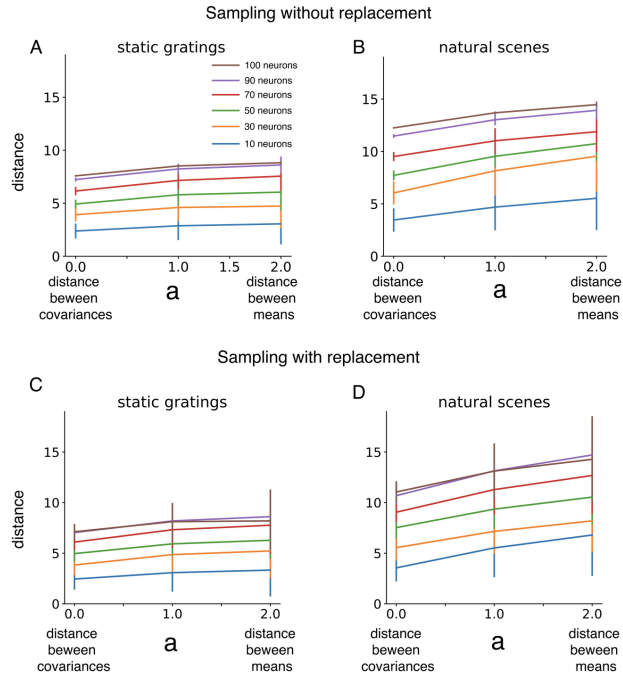 Sampling without replacement
A
static gratings
100 neurons
90 neurons
70 neurons
50 neurons
30 neurons
10 neurons
distance
15
10
5
0
0.0 1.0 1.5 2.0
distance
beween
covariances
a
distance
beween
means
B
natural scenes
15
10
5
0
0.0 1.0 2.0
distance
beween
covariances
a
distance
beween
means
Sampling with replacement
C
static gratings
distance
15
10
5
0
0.0 1.0 2.0
distance
beween
covariances
a
distance
beween
means
D
natural scenes
15
10
5
0
0.0 1.0 2.0
distance
beween
covariances
a
distance
beween
means